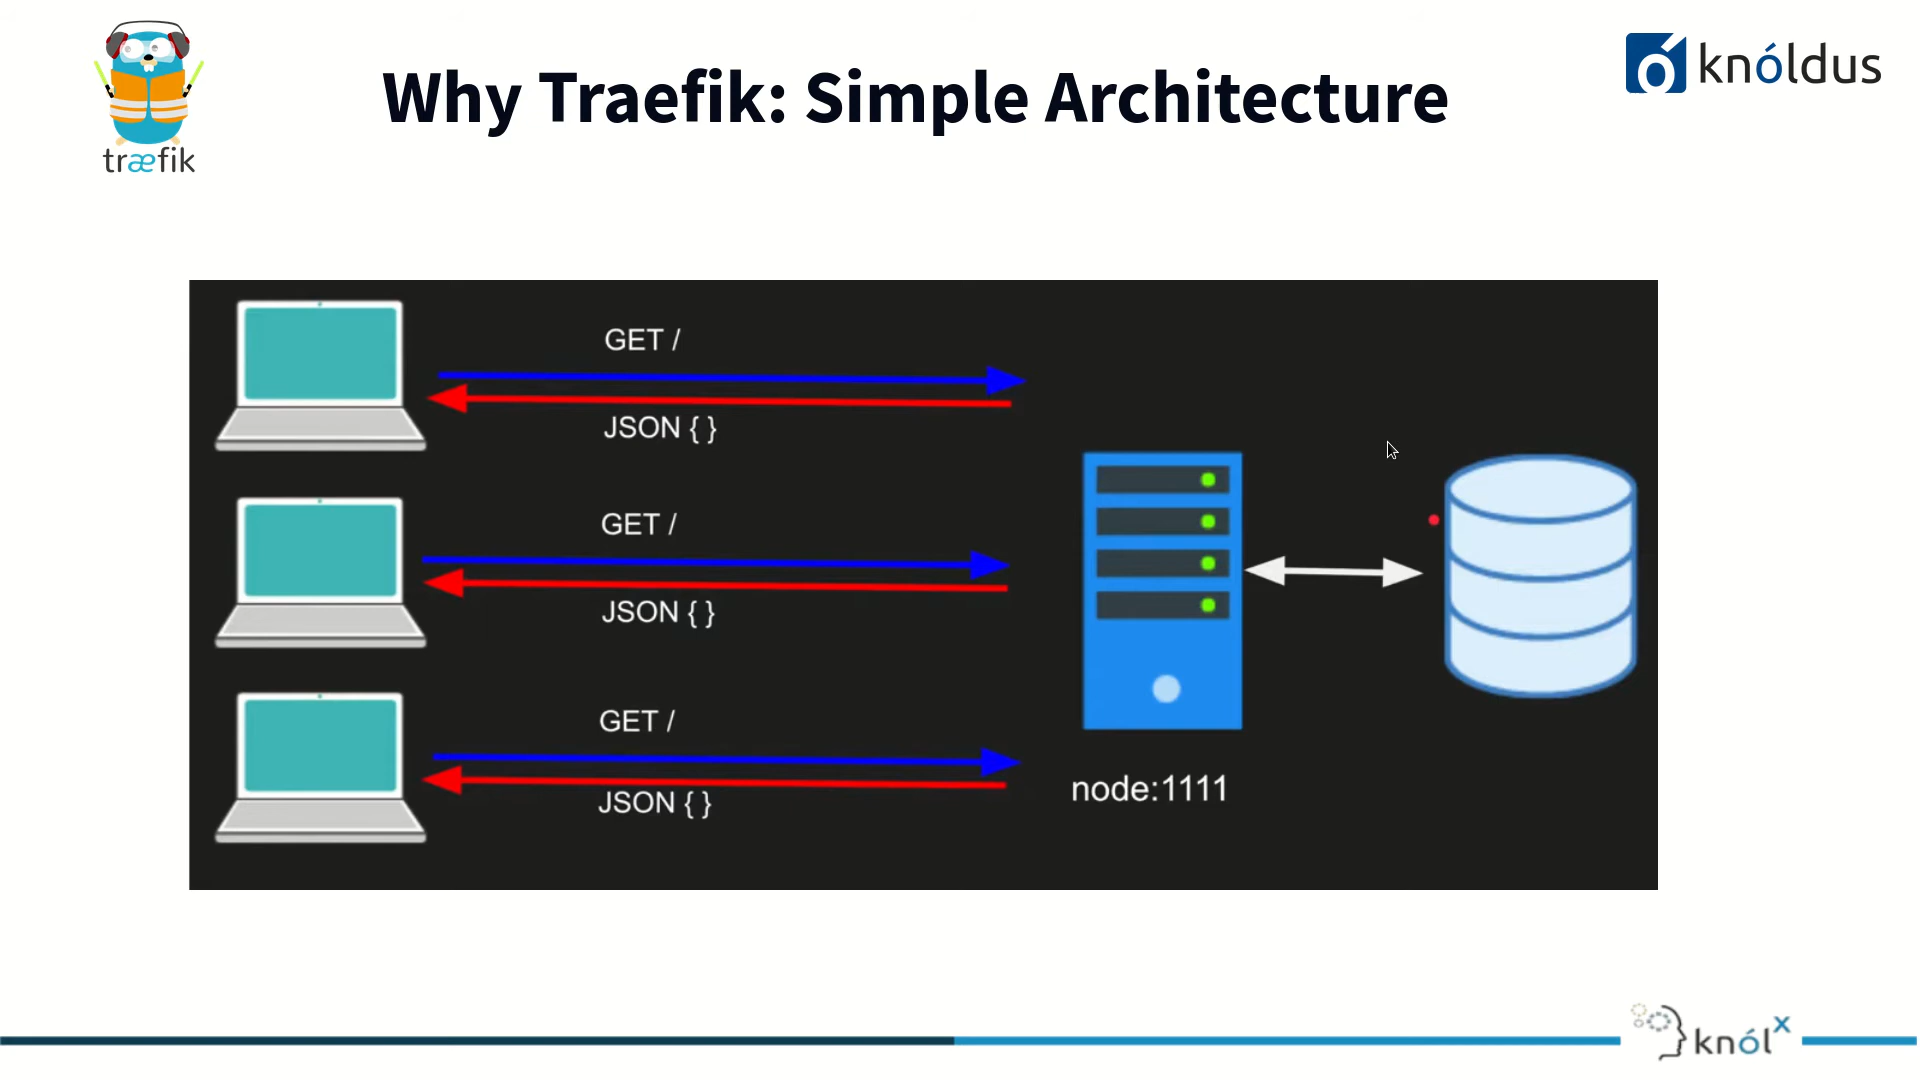 Why Traefik: Simple Architecture
knóldus
træfik
GET /
JSON { }
GET /
JSON { }
GET /
JSON { }
node:1111
knólx